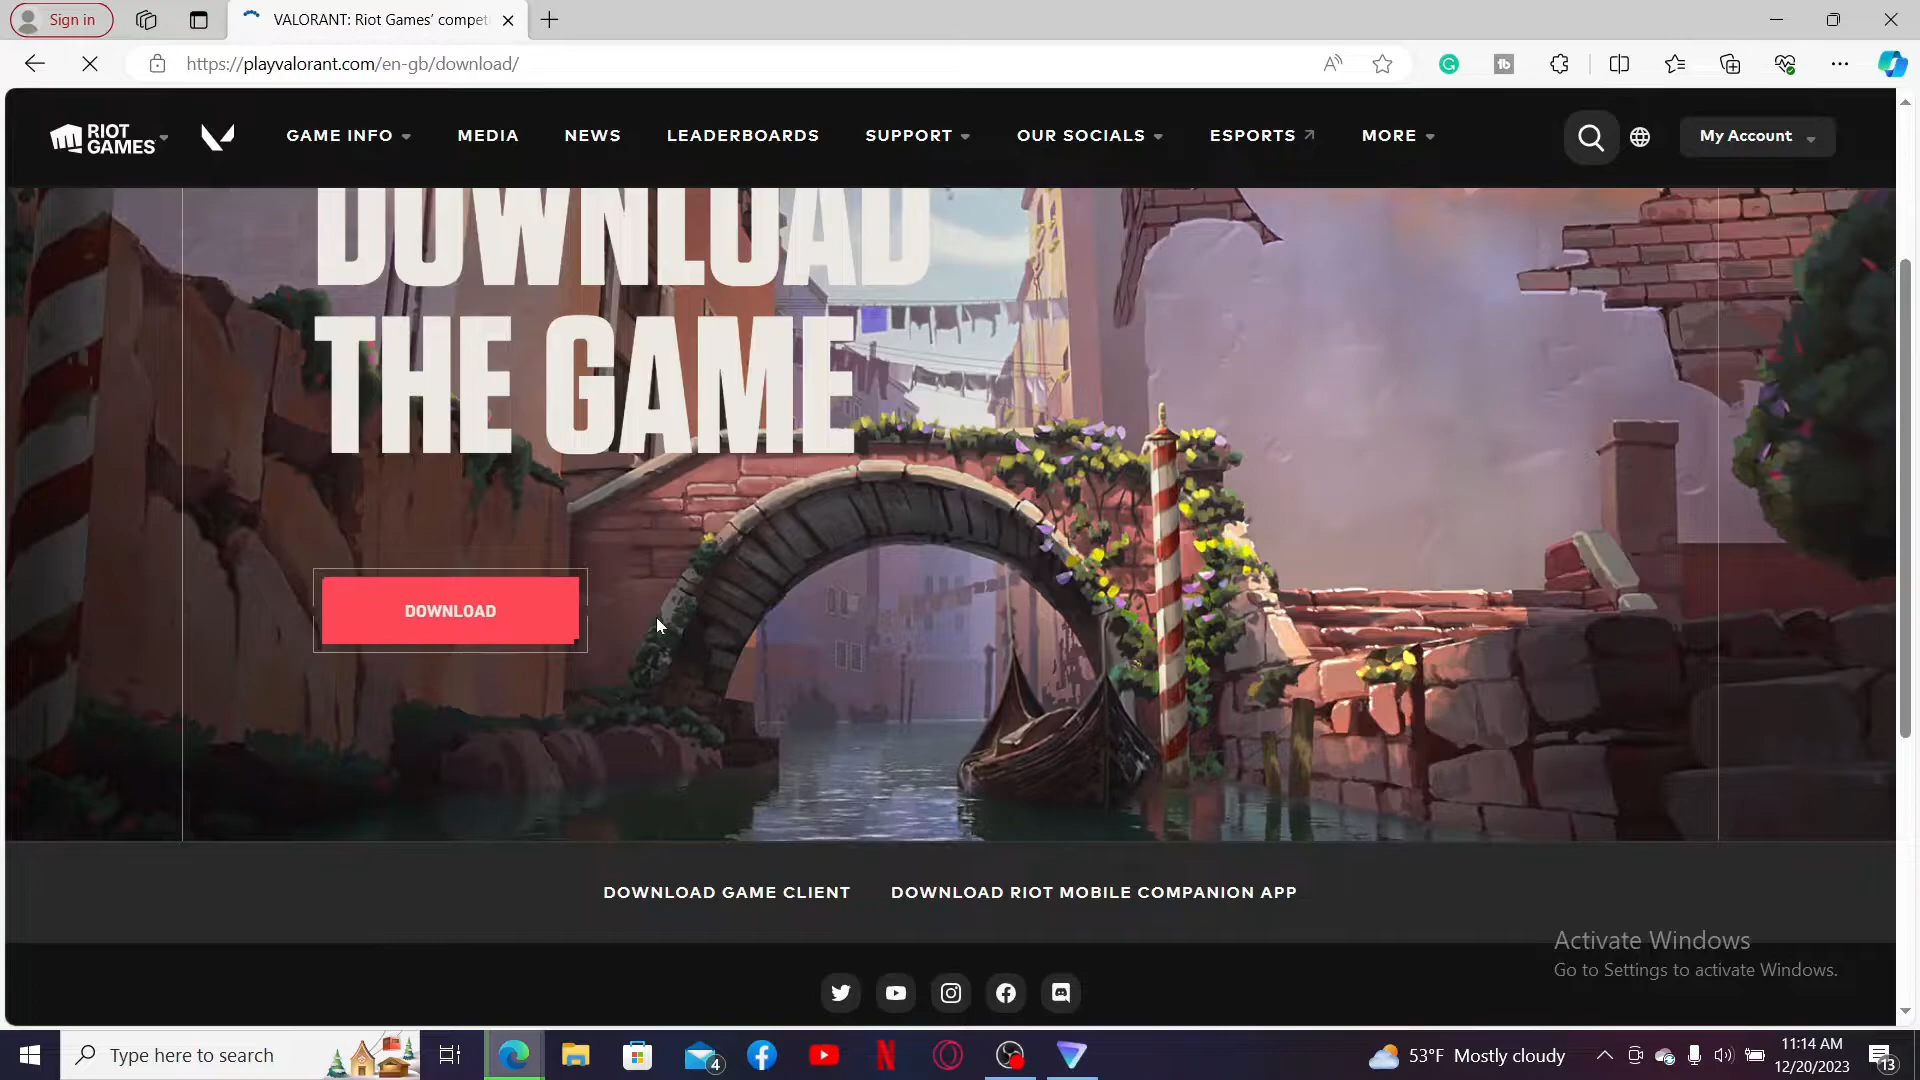 Sign in
VALORANT: Riot Games' compet
https://playvalorant.com/en-gb/download/
RIOT GAMES
GAME INFO
MEDIA
NEWS
LEADERBOARDS
SUPPORT
OUR SOCIALS
ESPORTS
MORE
My Account
DOWNLOAD
THE GAME
DOWNLOAD
DOWNLOAD GAME CLIENT
DOWNLOAD RIOT MOBILE COMPANION APP
Activate Windows
Go to Settings to activate Windows.
Type here to search
4
53°F Mostly cloudy
11:14 AM
12/20/2023
13